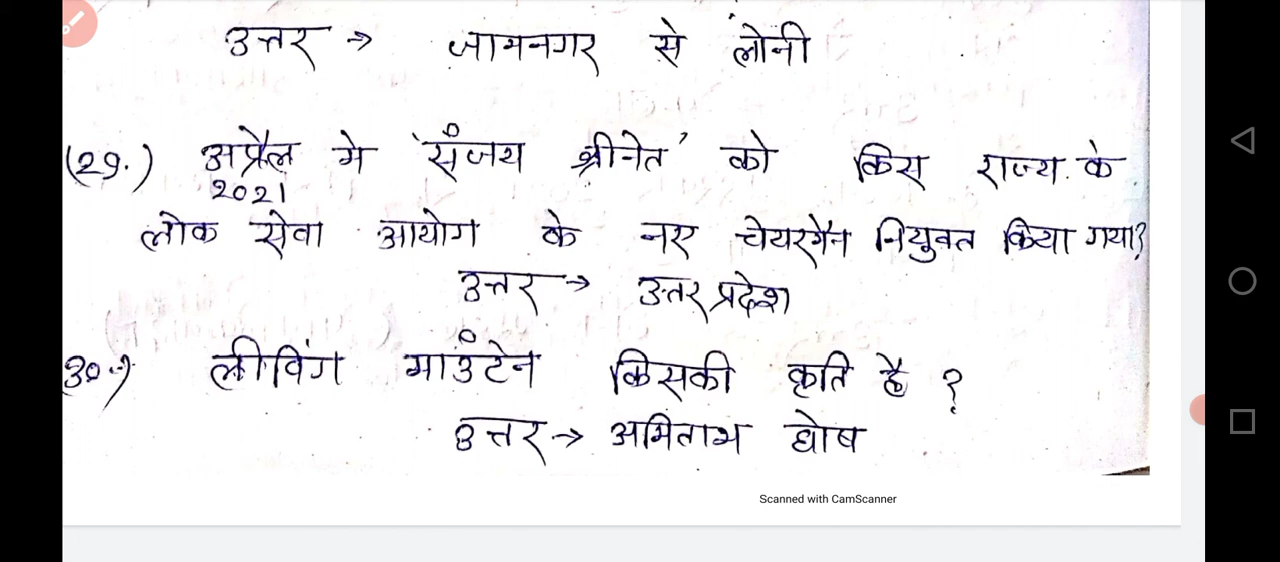 उत्तर → जामनगर से लोनी
(29.) अप्रैल मे 'संजय श्रीनेत' को किस राज्य के
2021
लोक सेवा आयोग के नए चेयरमैन नियुक्त किया गया?
उत्तर → उत्तर प्रदेश
30→ लीविंग माउंटेन किसकी कृति है ?
उत्तर → अमिताभ घोष
Scanned with CamScanner